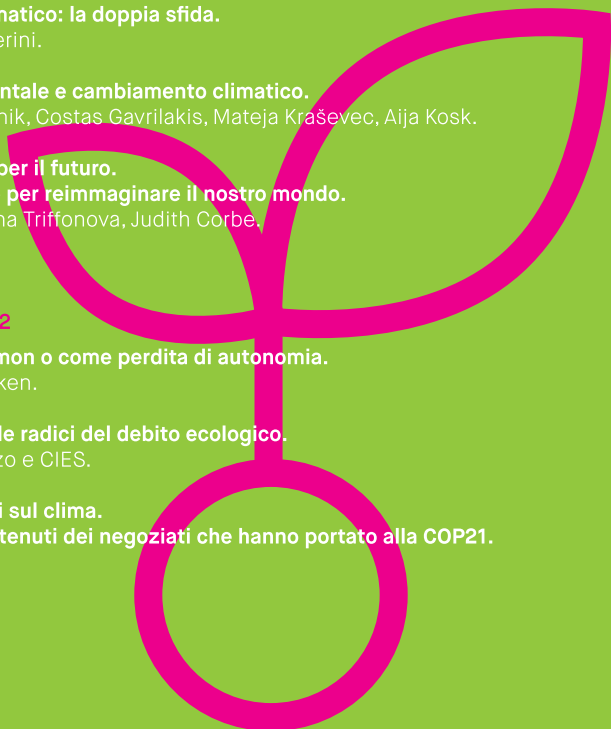 matico: la doppia sfida.
erini.
ntale e cambiamento climatico.
nik, Costas Gavrilakis, Mateja Kraševec, Aija Kosk.
per il futuro.
per reimmaginare il nostro mondo.
na Triffonova, Judith Corbe.
2
mon o come perdita di autonomia.
ken.
le radici del debito ecologico.
zo e CIES.
i sul clima.
tenuti dei negoziati che hanno portato alla COP21.